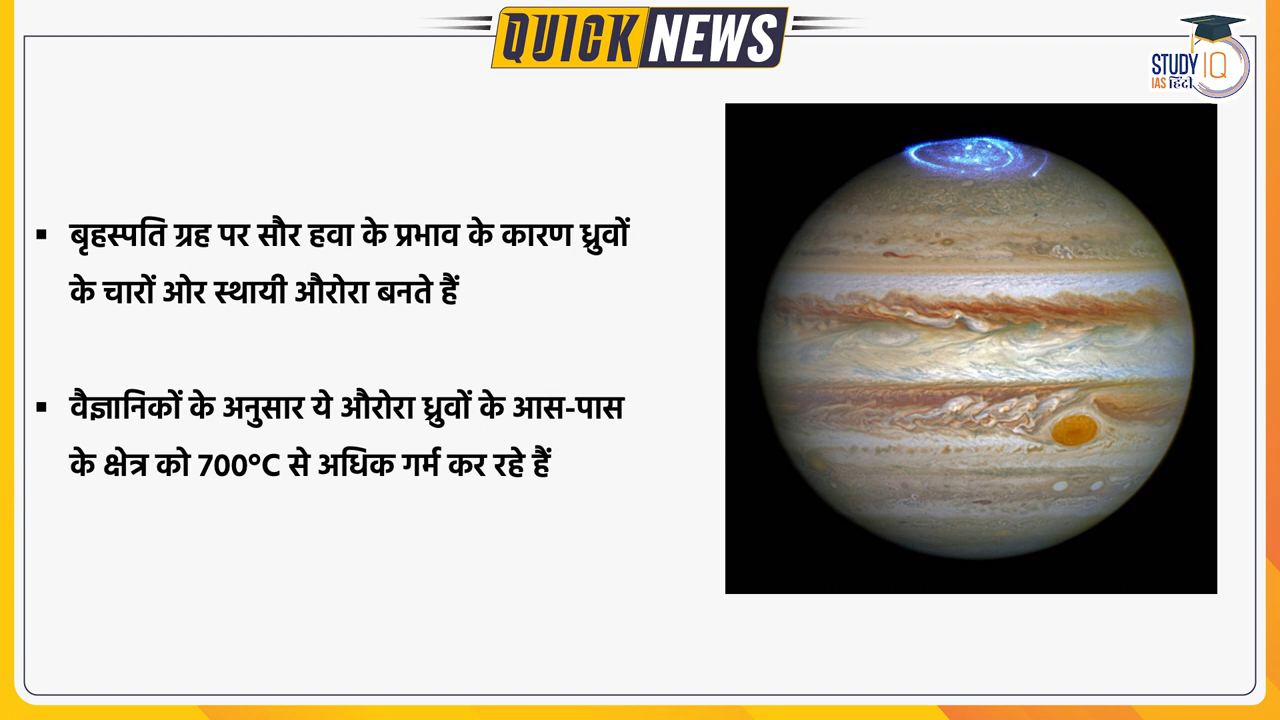 QUICK NEWS
STUDY IQ
IAS हिंदी
▪ बृहस्पति ग्रह पर सौर हवा के प्रभाव के कारण ध्रुवों
के चारों ओर स्थायी औरोरा बनते हैं
▪ वैज्ञानिकों के अनुसार ये औरोरा ध्रुवों के आस-पास
के क्षेत्र को 700°C से अधिक गर्म कर रहे हैं